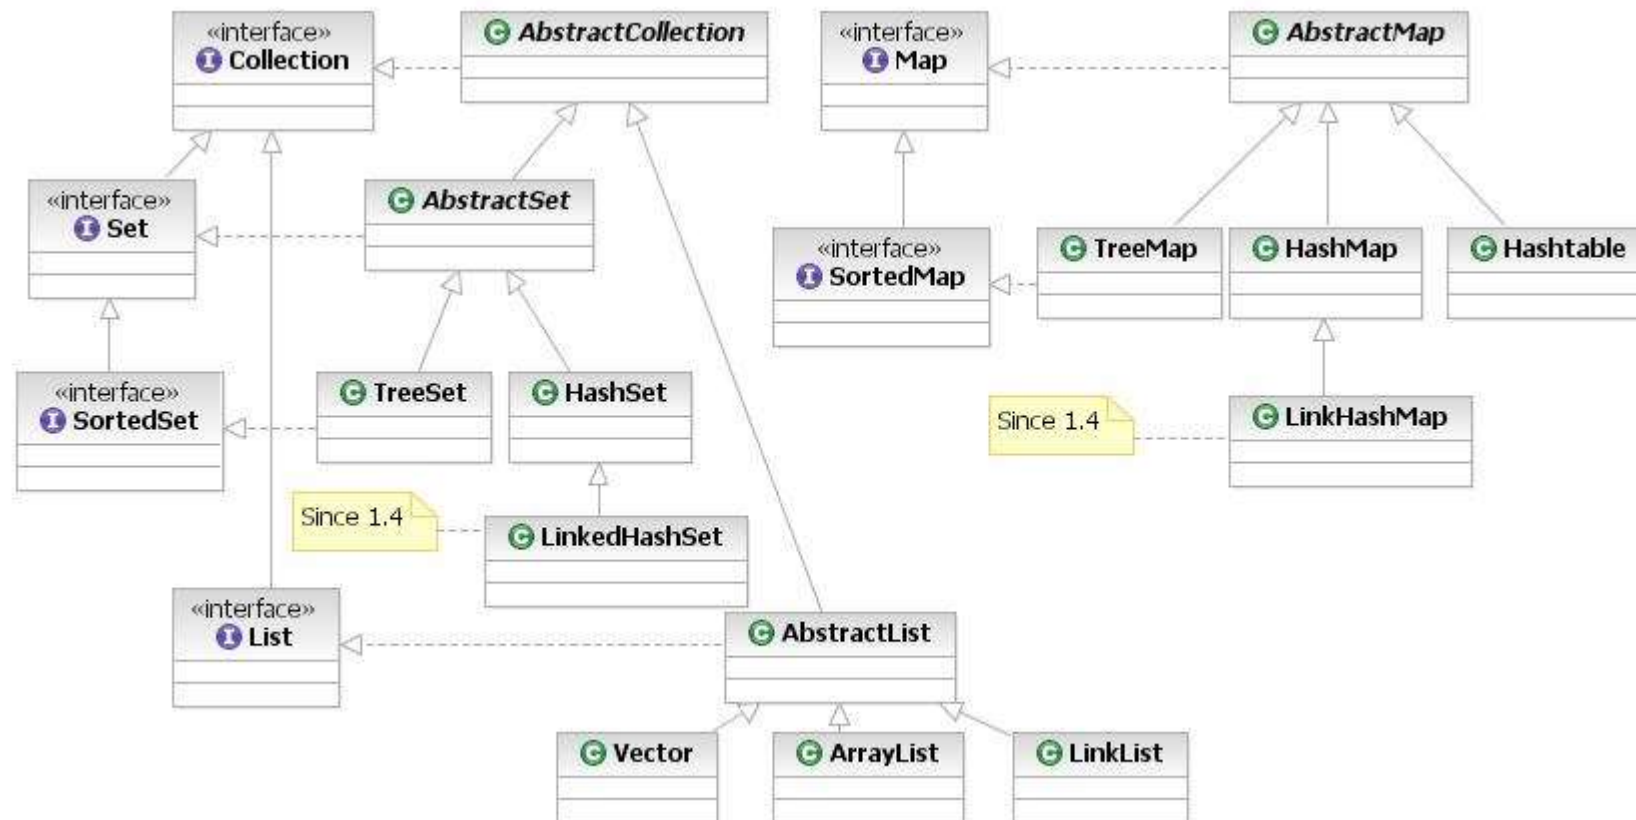 «interface»
Collection
AbstractCollection
«interface»
Map
AbstractMap
«interface»
Set
AbstractSet
«interface»
SortedMap
TreeMap
HashMap
Hashtable
«interface»
SortedSet
TreeSet
HashSet
Since 1.4
LinkHashMap
Since 1.4
LinkedHashSet
«interface»
List
AbstractList
Vector
ArrayList
LinkList